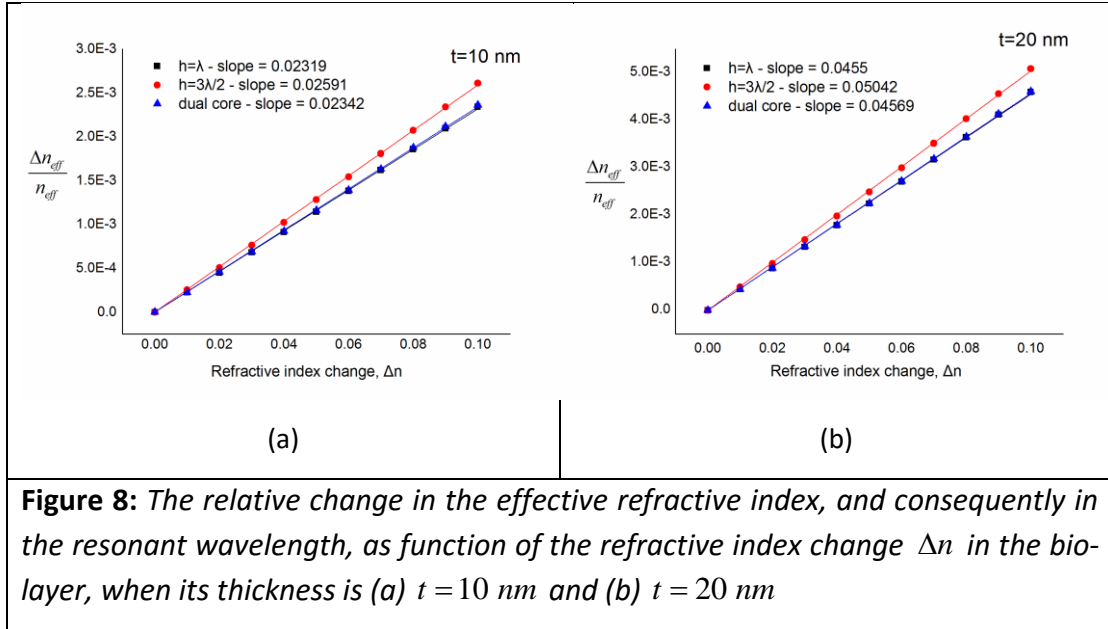 t=10 nm
h=λ - slope = 0.02319
h=3λ/2 - slope = 0.02591
dual core - slope = 0.02342
3.0E-3
2.5E-3
2.0E-3
1.5E-3
1.0E-3
5.0E-4
0.0
Δn_eff
n_eff
0.00 0.02 0.04 0.06 0.08 0.10
Refractive index change, Δn
(a)
t=20 nm
h=λ - slope = 0.0455
h=3λ/2 - slope = 0.05042
dual core - slope = 0.04569
5.0E-3
4.0E-3
3.0E-3
2.0E-3
1.0E-3
0.0
Δn_eff
n_eff
0.00 0.02 0.04 0.06 0.08 0.10
Refractive index change, Δn
(b)
Figure 8: The relative change in the effective refractive index, and consequently in
the resonant wavelength, as function of the refractive index change Δn in the bio-
layer, when its thickness is (a) t = 10 nm and (b) t = 20 nm